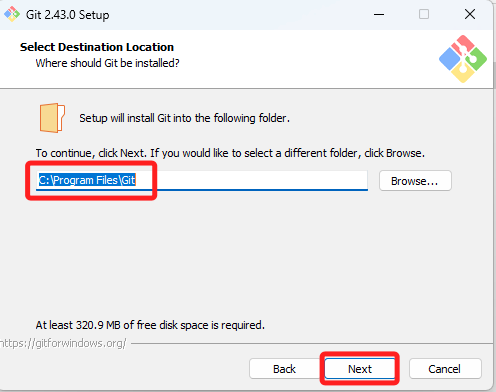 Git 2.43.0 Setup
Select Destination Location
Where should Git be installed?
Setup will install Git into the following folder.
To continue, click Next. If you would like to select a different folder, click Browse.
C:\Program Files\Git
Browse...
At least 320.9 MB of free disk space is required.
https://gitforwindows.org/
Back
Next
Cancel